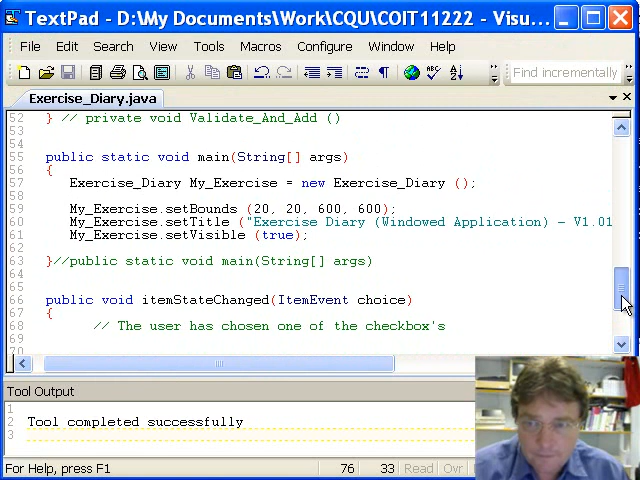 TextPad - D:\My Documents\Work\CQU\COIT11222 - Visu...
File Edit Search View Tools Macros Configure Window Help
Find incrementally
Exercise_Diary.java
52 } // private void Validate_And_Add ()
53
54
55 public static void main(String[] args)
56 {
57 Exercise_Diary My_Exercise = new Exercise_Diary ();
58
59 My_Exercise.setBounds (20, 20, 600, 600);
60 My_Exercise.setTitle ("Exercise Diary (Windowed Application) - V1.01
61 My_Exercise.setVisible (true);
62
63 }//public static void main(String[] args)
64
65
66 public void itemStateChanged(ItemEvent choice)
67 {
68 // The user has chosen one of the checkbox's
69
70
Tool Output
1
2 Tool completed successfully
3
For Help, press F1 76 33 Read Ovr